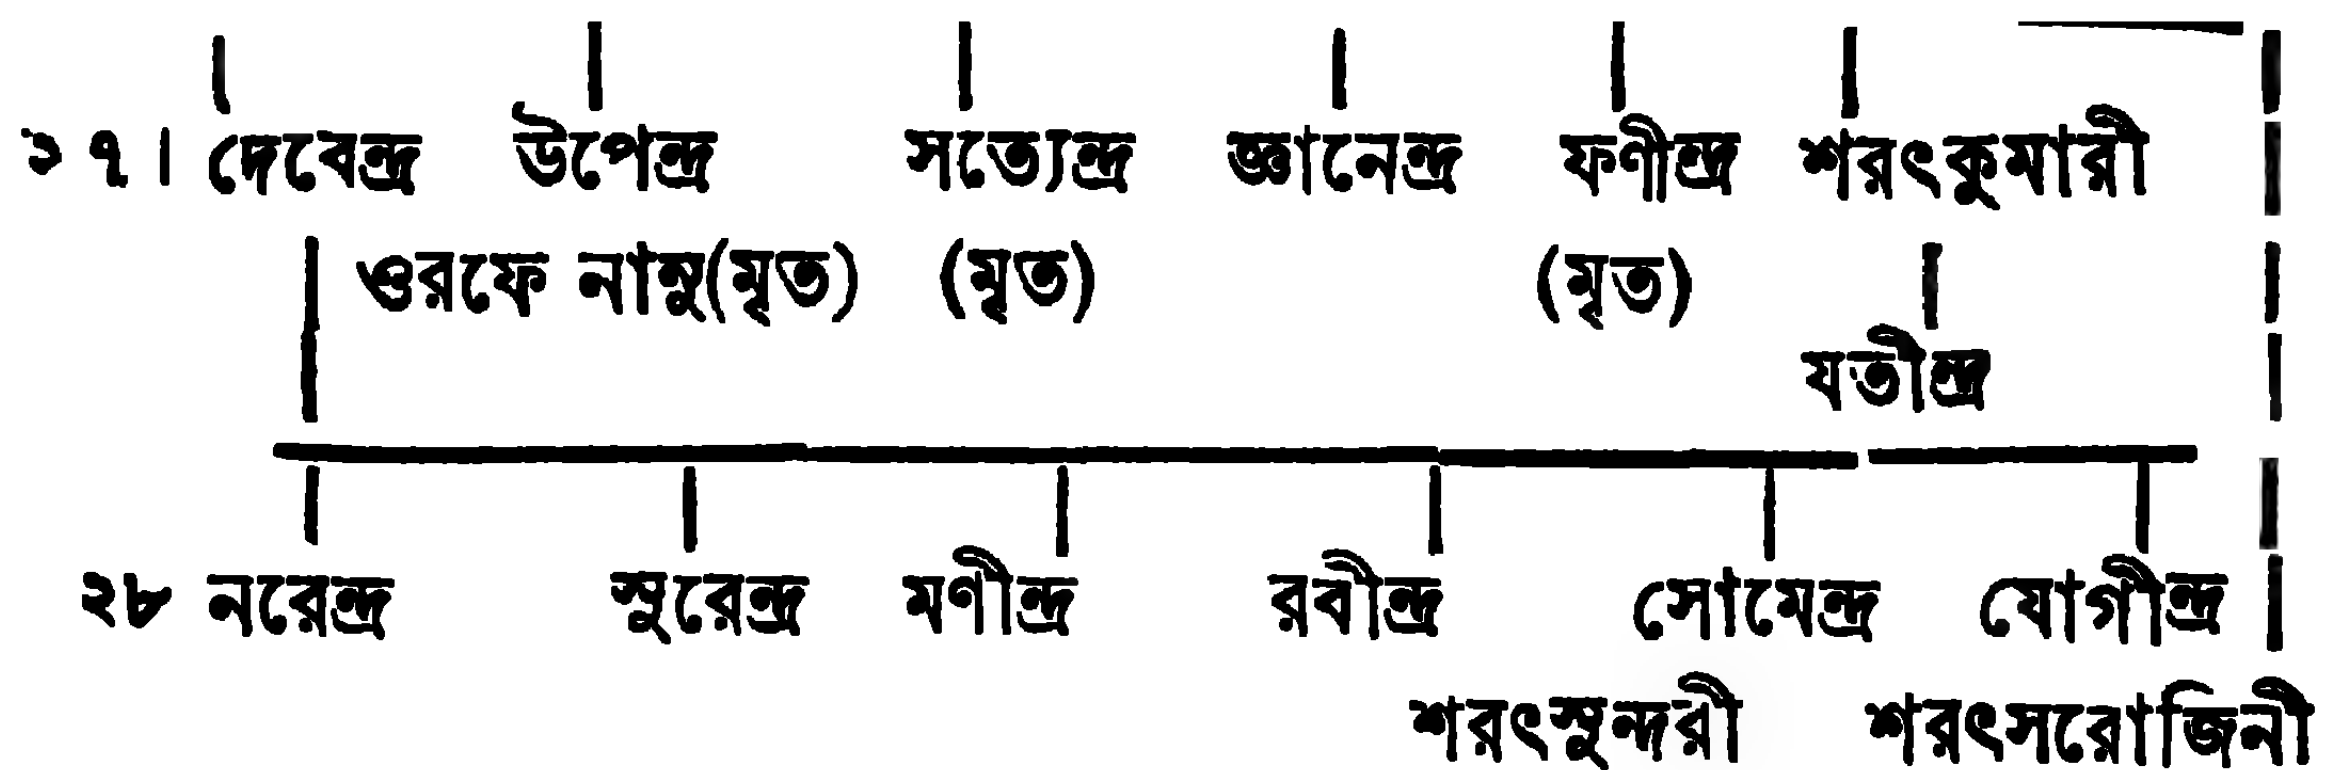 ২৭। দেবেন্দ্র উপেন্দ্র সত্যেন্দ্র জ্ঞানেন্দ্র ফণীন্দ্র শরৎকুমারী
ওরফে নান্নু(মৃত) (মৃত) (মৃত)
যতীন্দ্র
২৮ নরেন্দ্র সুরেন্দ্র মণীন্দ্র রবীন্দ্র সোমেন্দ্র যোগীন্দ্র
শরৎসুন্দরী শরৎসরোজিনী